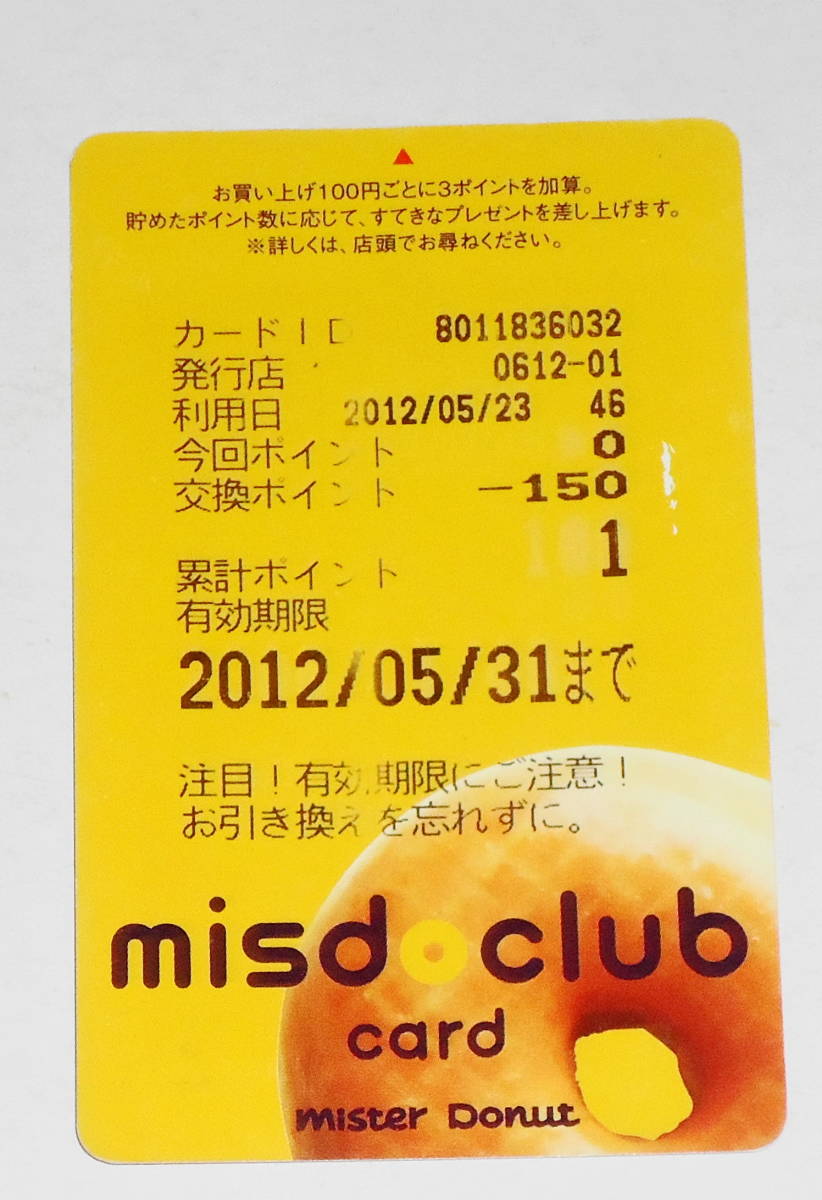 お買い上げ100円ごとに3ポイントを加算。
貯めたポイント数に応じて、すてきなプレゼントを差し上げます。
※詳しくは、店頭でお尋ねください。
カードID 8011836032
発行店 0612-01
利用日 2012/05/23 46
今回ポイント 0
交換ポイント -150
累計ポイント 1
有効期限
2012/05/31まで
注目！有効期限にご注意！
お引き換えを忘れずに。
misdoclub
card
mister Donut